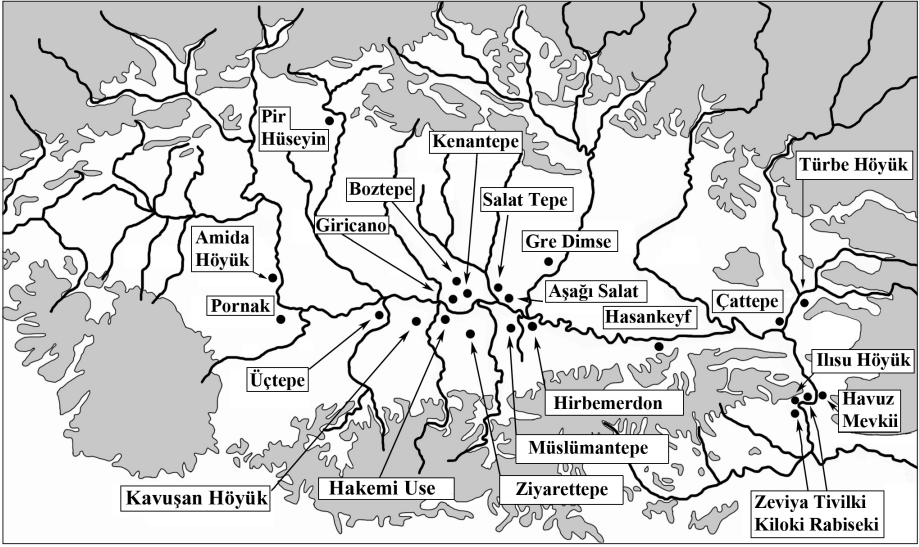 Pir
Hüseyin
Kenantepe
Türbe Höyük
Boztepe
Salat Tepe
Giricano
Amida
Höyük
Gre Dimse
Aşağı Salat
Pornak
Hasankeyf
Çattepe
Ilısu Höyük
Üçtepe
Hirbemerdon
Havuz
Mevkii
Müslümantepe
Kavuşan Höyük
Hakemi Use
Ziyarettepe
Zeviya Tivilki
Kiloki Rabiseki